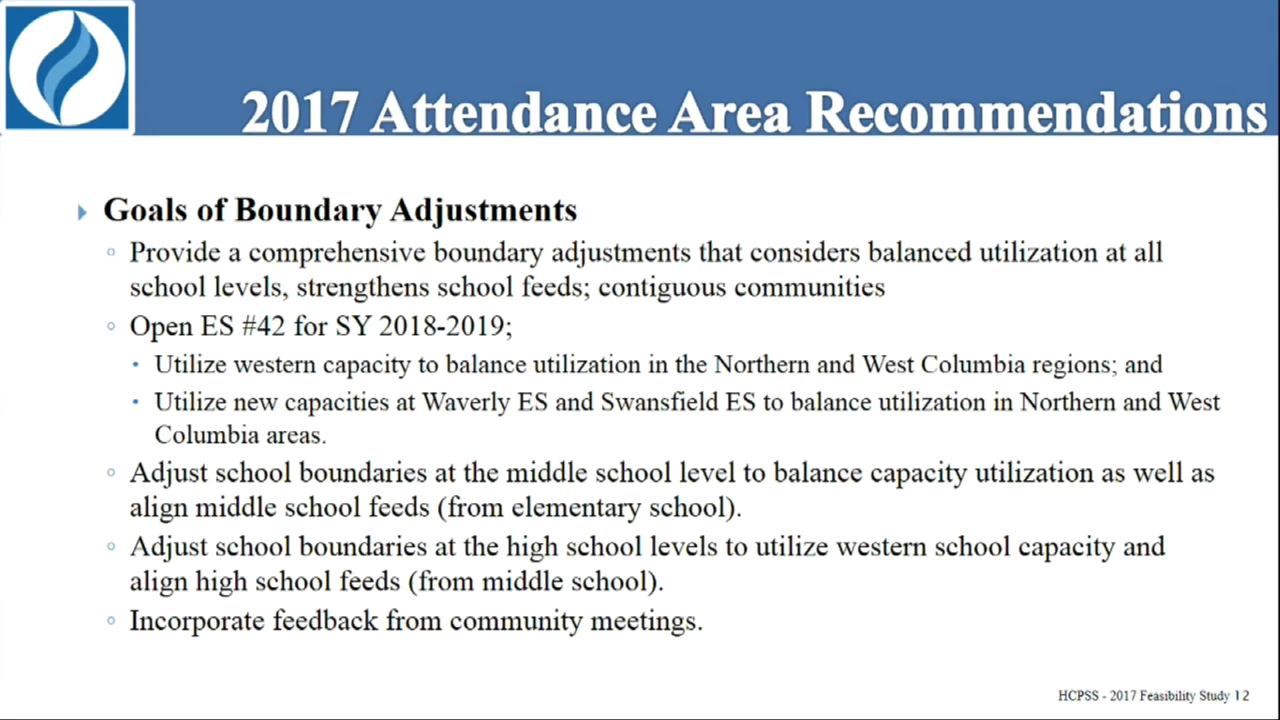 2017 Attendance Area Recommendations
Goals of Boundary Adjustments
Provide a comprehensive boundary adjustments that considers balanced utilization at all
school levels, strengthens school feeds; contiguous communities
Open ES #42 for SY 2018-2019;
Utilize western capacity to balance utilization in the Northern and West Columbia regions; and
Utilize new capacities at Waverly ES and Swansfield ES to balance utilization in Northern and West
Columbia areas.
Adjust school boundaries at the middle school level to balance capacity utilization as well as
align middle school feeds (from elementary school).
Adjust school boundaries at the high school levels to utilize western school capacity and
align high school feeds (from middle school).
Incorporate feedback from community meetings.
HCPSS - 2017 Feasibility Study 12